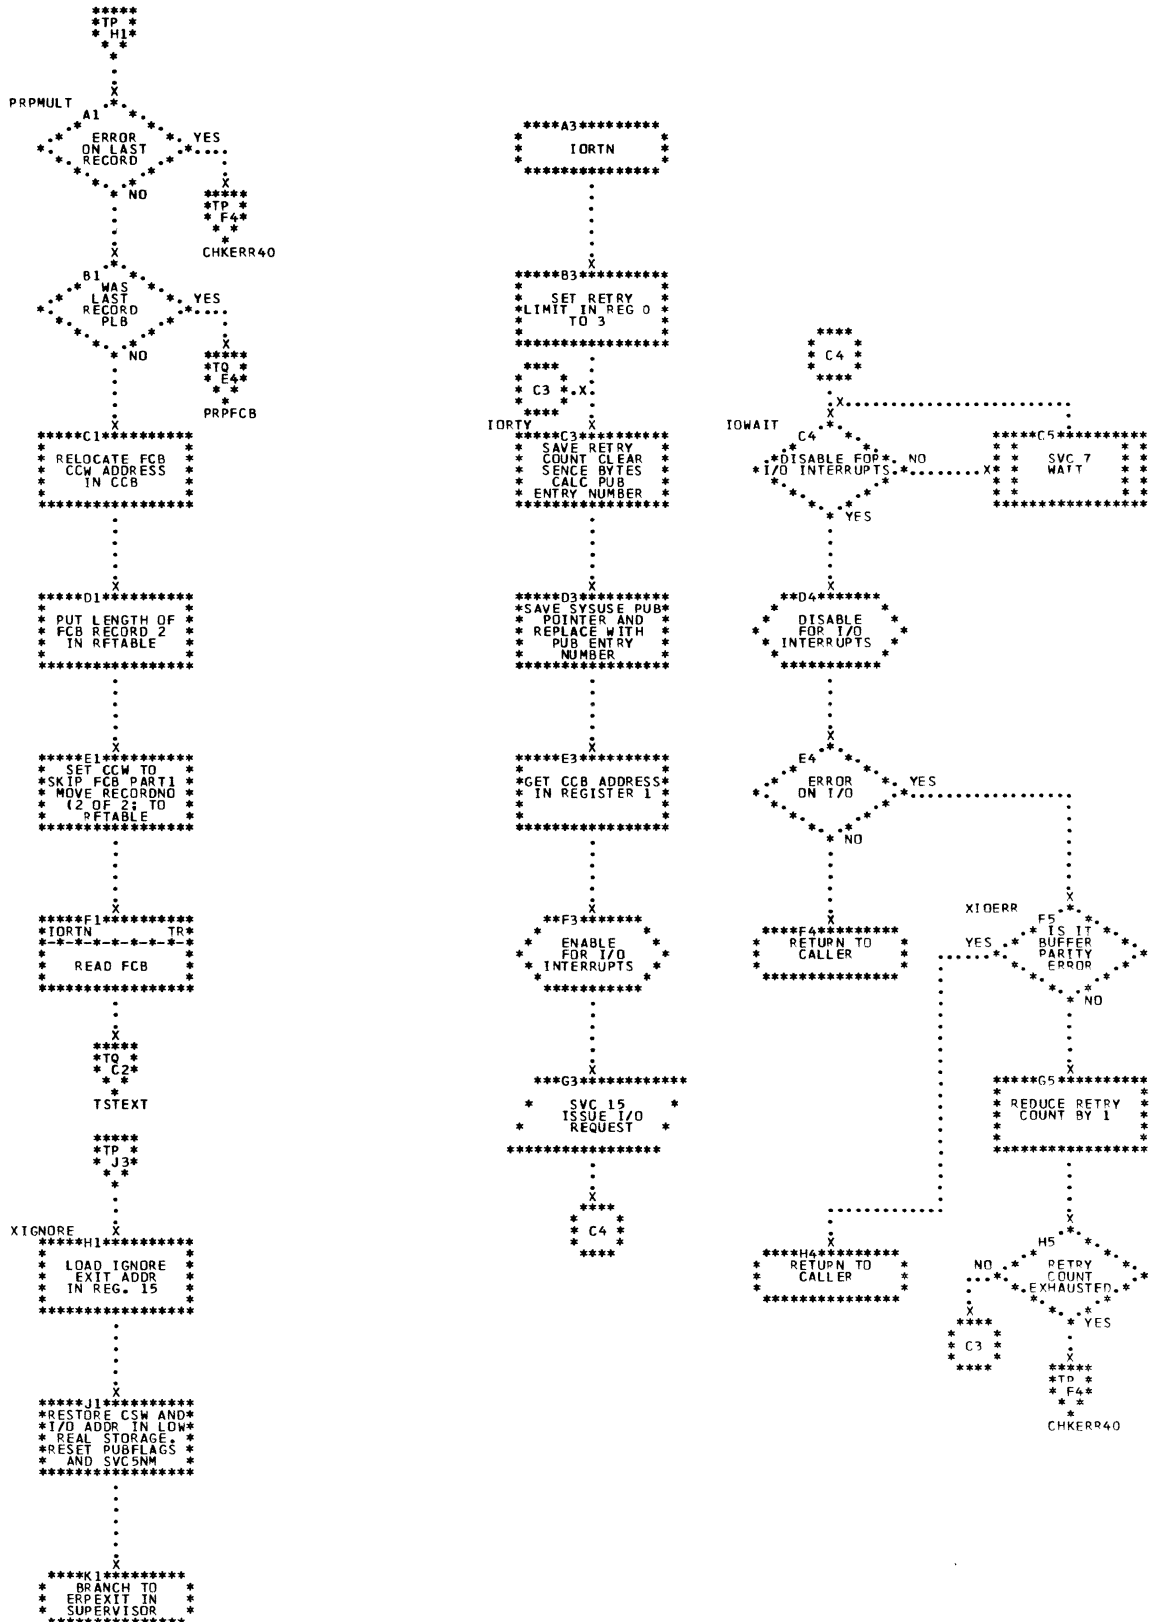 TP
H1
PRPMULT
A1
ERROR
ON LAST
RECORD
YES
NO
TP
F4
CHKERR40
B1
WAS
LAST
RECORD
PLB
YES
NO
TQ
E4
PRPFCB
C1
RELOCATE FCB
CCW ADDRESS
IN CCB
D1
PUT LENGTH OF
FCB RECORD 2
IN RFTABLE
E1
SET CCW TO
SKIP FCB PART1
MOVE RECORDNO
(2 OF 2; TO
RFTABLE
F1
IORTN TR
READ FCB
TQ
C2
TSTEXT
TP
J3
XIGNORE
H1
LOAD IGNORE
EXIT ADDR
IN REG. 15
J1
RESTORE CSW AND
I/O ADDR IN LOW
REAL STORAGE.
RESET PUBFLAGS
AND SVC5NM
K1
BRANCH TO
ERPEXIT IN
SUPERVISOR
A3
IORTN
B3
SET RETRY
LIMIT IN REG 0
TO 3
C3
IORTY
C3
SAVE RETRY
COUNT CLEAR
SENCE BYTES
CALC PUB
ENTRY NUMBER
D3
SAVE SYSUSE PUB
POINTER AND
REPLACE WITH
PUB ENTRY
NUMBER
E3
GET CCB ADDRESS
IN REGISTER 1
F3
ENABLE
FOR I/O
INTERRUPTS
G3
SVC 15
ISSUE I/O
REQUEST
C4
C4
IOWAIT
C4
DISABLE FOR
I/O INTERRUPTS
NO
YES
C5
SVC 7
WAIT
D4
DISABLE
FOR I/O
INTERRUPTS
E4
ERROR
ON I/O
YES
NO
F4
RETURN TO
CALLER
XIOERR
F5
IS IT
BUFFER
PARITY
ERROR
YES
NO
G5
REDUCE RETRY
COUNT BY 1
H4
RETURN TO
CALLER
H5
RETRY
COUNT
EXHAUSTED
NO
YES
C3
TP
F4
CHKERR40